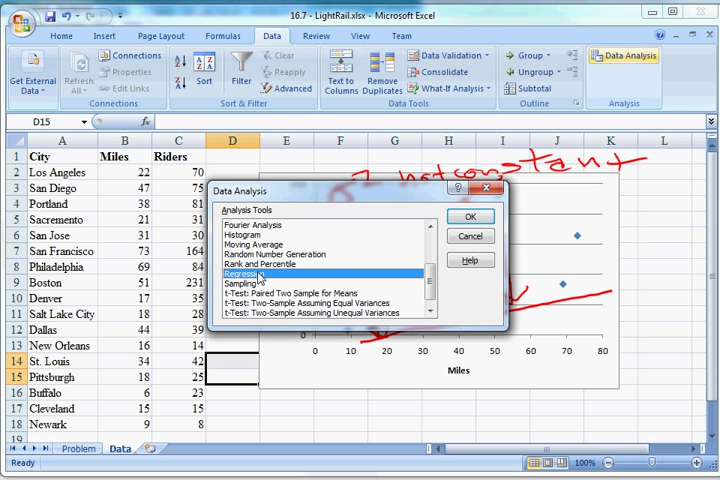 16.7 - LightRail.xlsx - Microsoft Excel
Home Insert Page Layout Formulas Data Review View Team
Get External Data
Refresh All
Connections
Properties
Edit Links
Connections
Sort
Filter
Clear
Reapply
Advanced
Sort & Filter
Text to Columns
Remove Duplicates
Data Validation
Consolidate
What-If Analysis
Data Tools
Group
Ungroup
Subtotal
Outline
Data Analysis
Analysis
D15
fx
A B C D E F G H I J K L
1 City Miles Riders
2 Los Angeles 22 70
3 San Diego 47 75
4 Portland 38 81
5 Sacramento 21 31
6 San Jose 31 30
7 San Francisco 73 164
8 Philadelphia 69 84
9 Boston 51 231
10 Denver 17 35
11 Salt Lake City 18 28
12 Dallas 44 39
13 New Orleans 16 14
14 St. Louis 34 42
15 Pittsburgh 18 25
16 Buffalo 6 23
17 Cleveland 15 15
18 Newark 9 8
19
not constant
Data Analysis
?
Analysis Tools
Fourier Analysis
Histogram
Moving Average
Random Number Generation
Rank and Percentile
Regression
Sampling
t-Test: Paired Two Sample for Means
t-Test: Two-Sample Assuming Equal Variances
t-Test: Two-Sample Assuming Unequal Variances
OK
Cancel
Help
0
0 10 20 30 40 50 60 70 80
Miles
Problem Data
Ready
100%